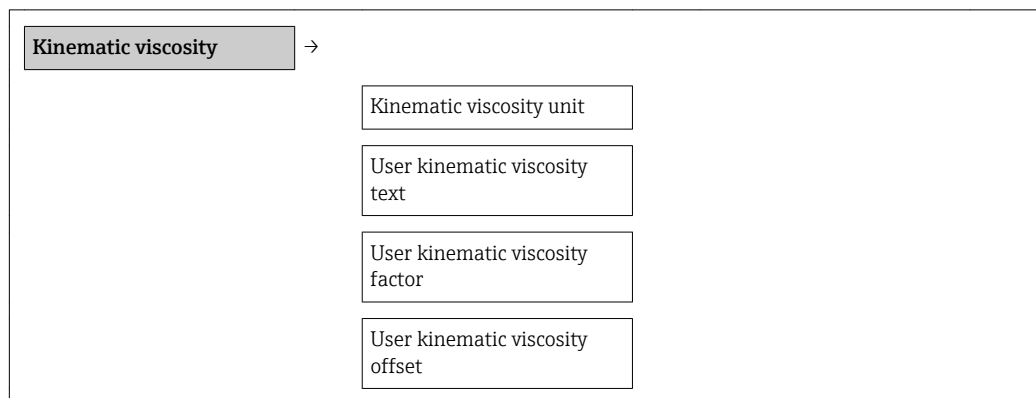 Kinematic viscosity →
Kinematic viscosity unit
User kinematic viscosity
text
User kinematic viscosity
factor
User kinematic viscosity
offset